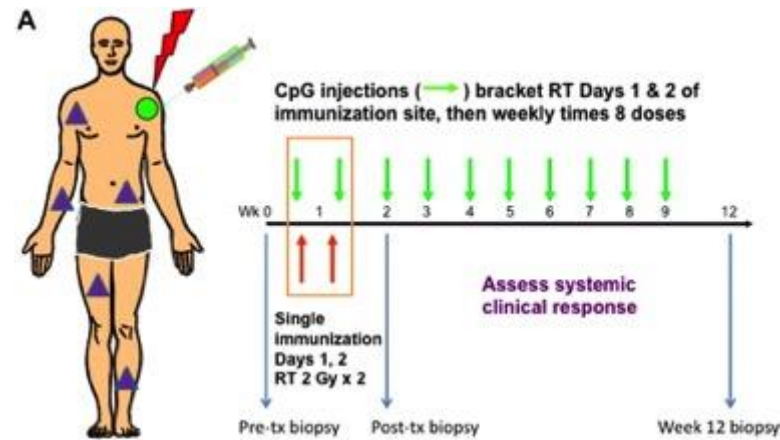 A
CpG injections (→) bracket RT Days 1 & 2 of
immunization site, then weekly times 8 doses
Wk 0 1 2 3 4 5 6 7 8 9 12
Single
immunization
Days 1, 2
RT 2 Gy x 2
Assess systemic
clinical response
Pre-tx biopsy Post-tx biopsy Week 12 biopsy